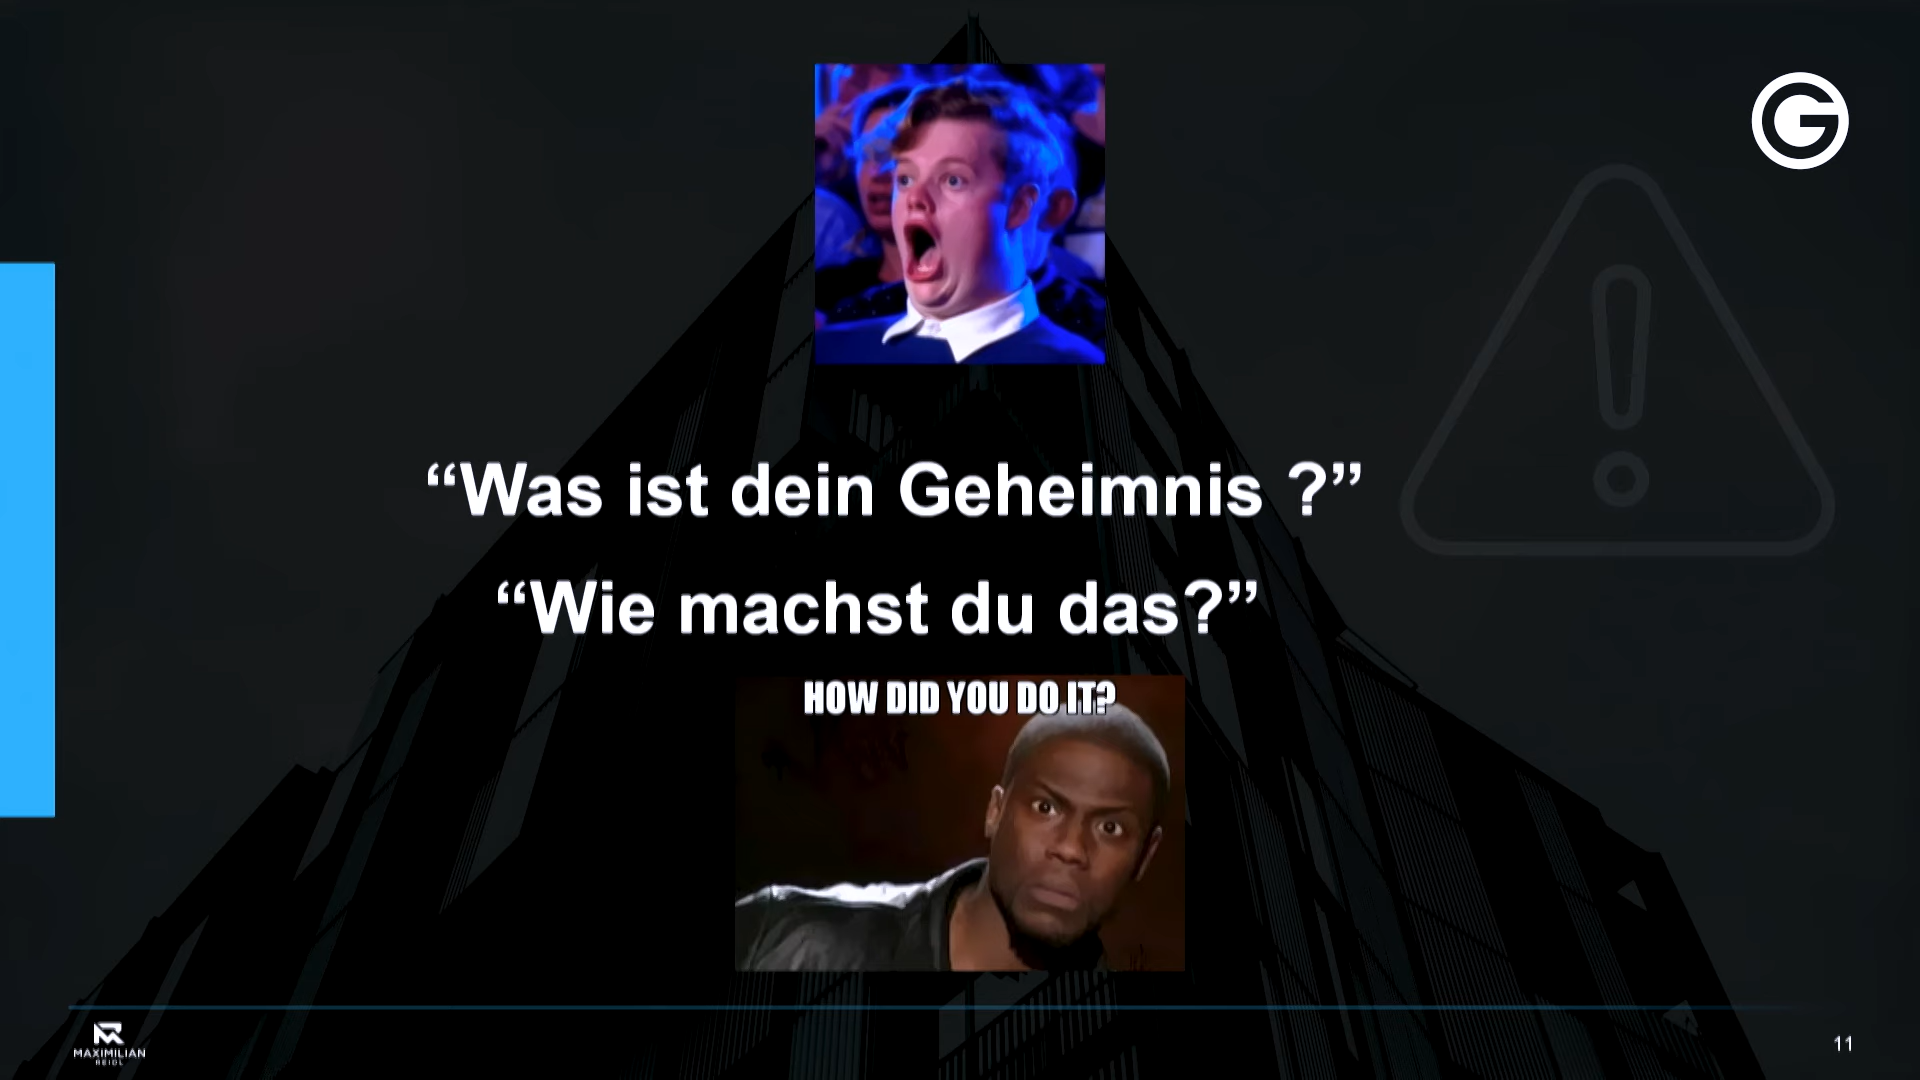 G
“Was ist dein Geheimnis ?”
“Wie machst du das?”
HOW DID YOU DO IT?
MAXIMILIAN
REIDL
11